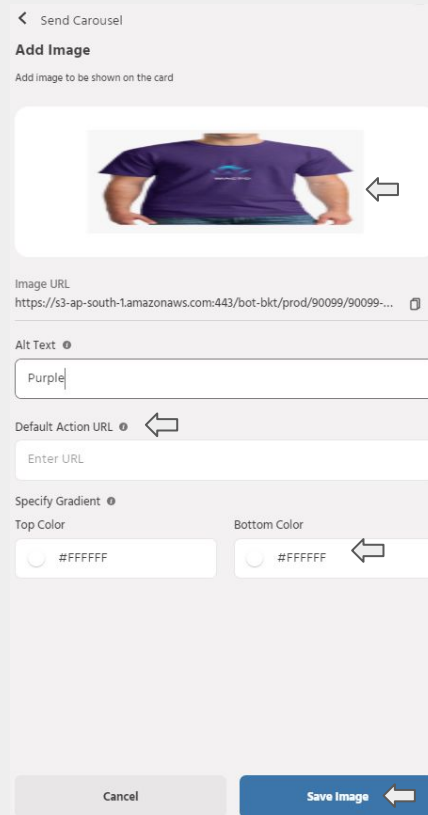 Send Carousel
Add Image
Add image to be shown on the card
Image URL
https://s3-ap-south-1.amazonaws.com:443/bot-bkt/prod/90099/90099-...
Alt Text
Purple
Default Action URL
Enter URL
Specify Gradient
Top Color Bottom Color
#FFFFFF #FFFFFF
Cancel Save Image